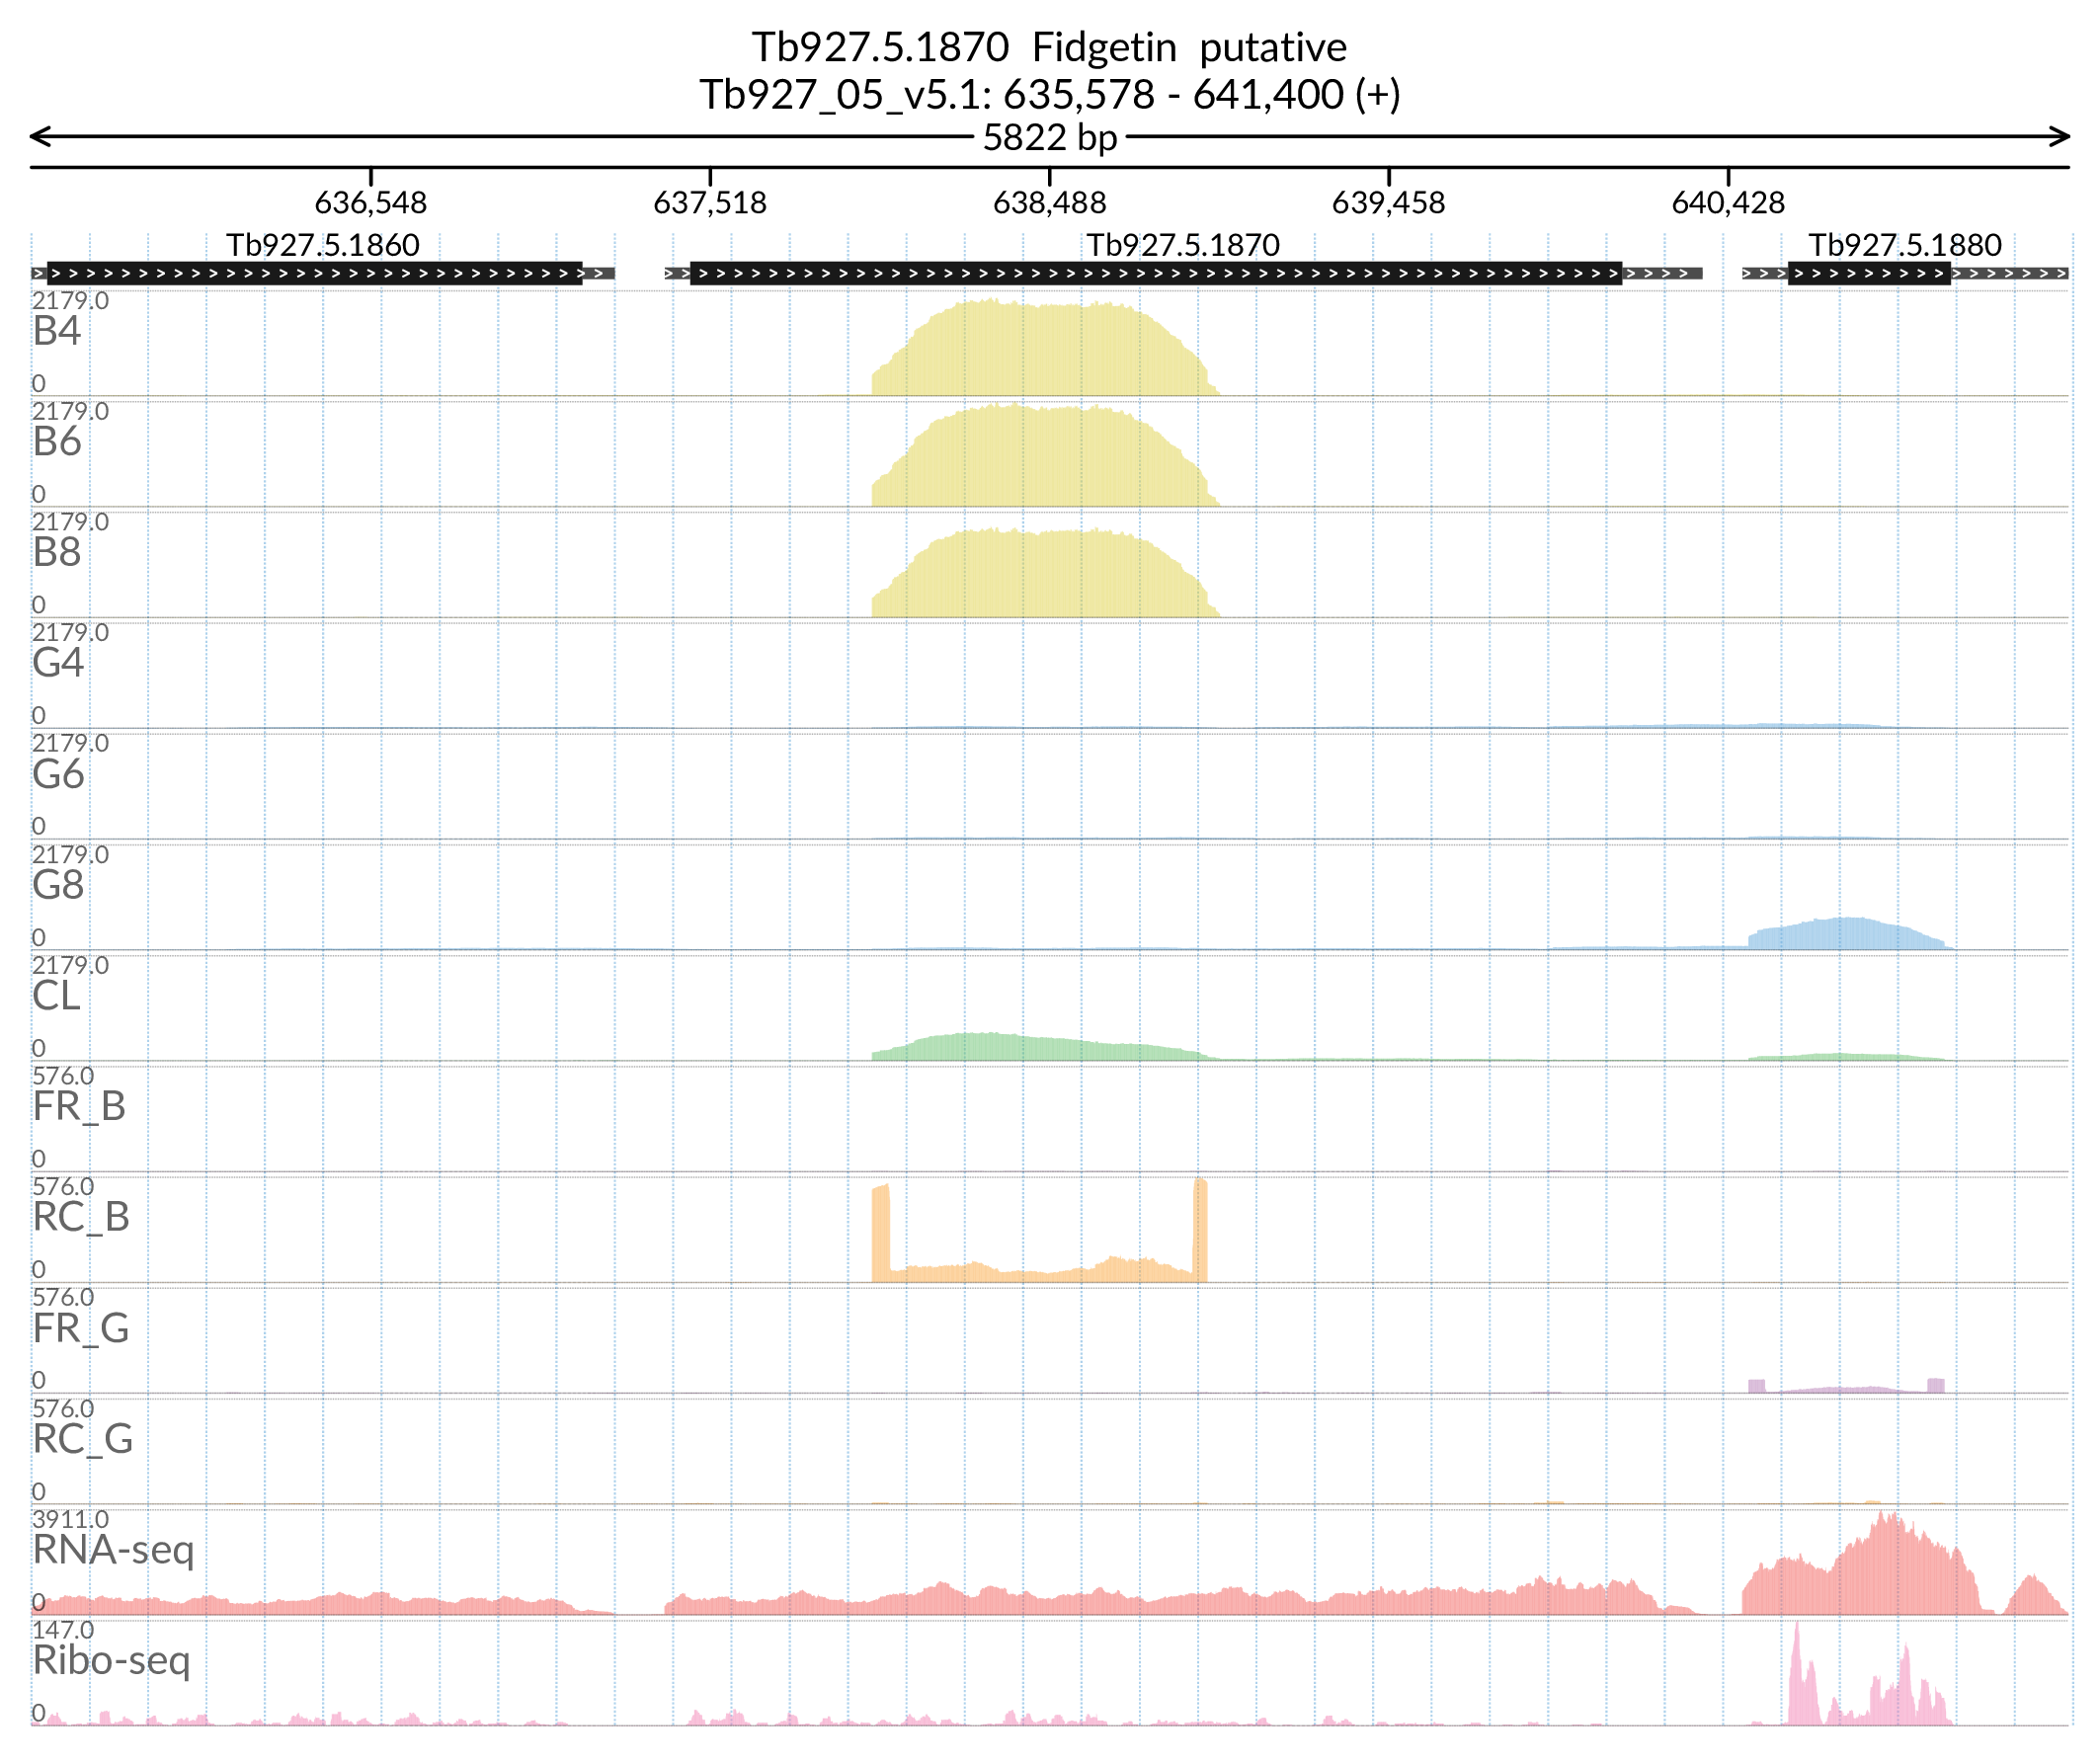 Tb927.5.1870 Fidgetin putative
Tb927_05_v5.1: 635,578 - 641,400 (+)
5822 bp
636,548 637,518 638,488 639,458 640,428
Tb927.5.1860 Tb927.5.1870 Tb927.5.1880
2179.0
B4
0
2179.0
B6
0
2179.0
B8
0
2179.0
G4
0
2179.0
G6
0
2179.0
G8
0
2179.0
CL
0
576.0
FR_B
0
576.0
RC_B
0
576.0
FR_G
0
576.0
RC_G
0
3911.0
RNA-seq
0
147.0
Ribo-seq
0